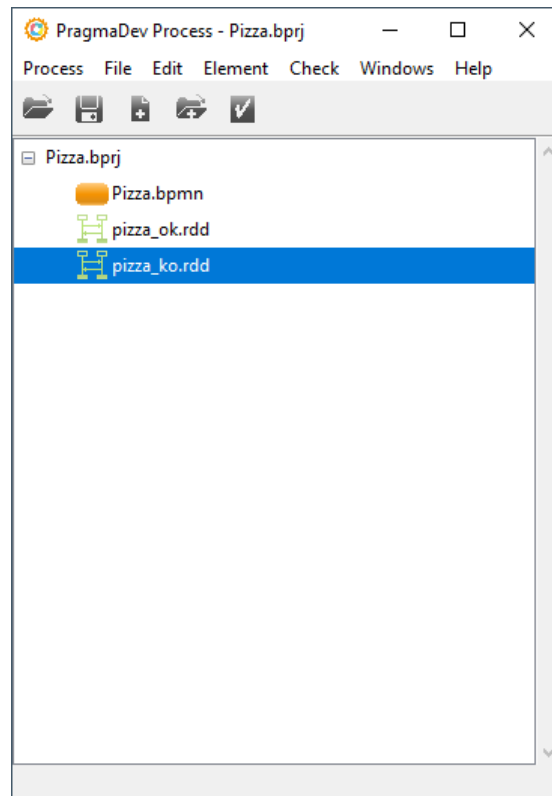 PragmaDev Process - Pizza.bprj
Process File Edit Element Check Windows Help
Pizza.bprj
Pizza.bpmn
pizza_ok.rdd
pizza_ko.rdd